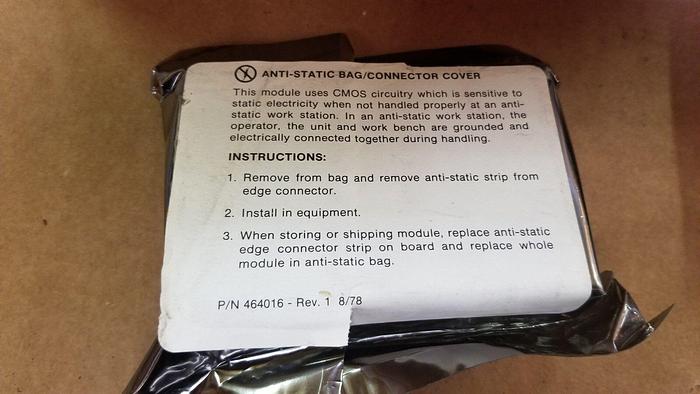 ANTI-STATIC BAG/CONNECTOR COVER
This module uses CMOS circuitry which is sensitive to
static electricity when not handled properly at an anti-
static work station. In an anti-static work station, the
operator, the unit and work bench are grounded and
electrically connected together during handling.
INSTRUCTIONS:
1. Remove from bag and remove anti-static strip from
edge connector.
2. Install in equipment.
3. When storing or shipping module, replace anti-static
edge connector strip on board and replace whole
module in anti-static bag.
P/N 464016 - Rev. 1 8/78